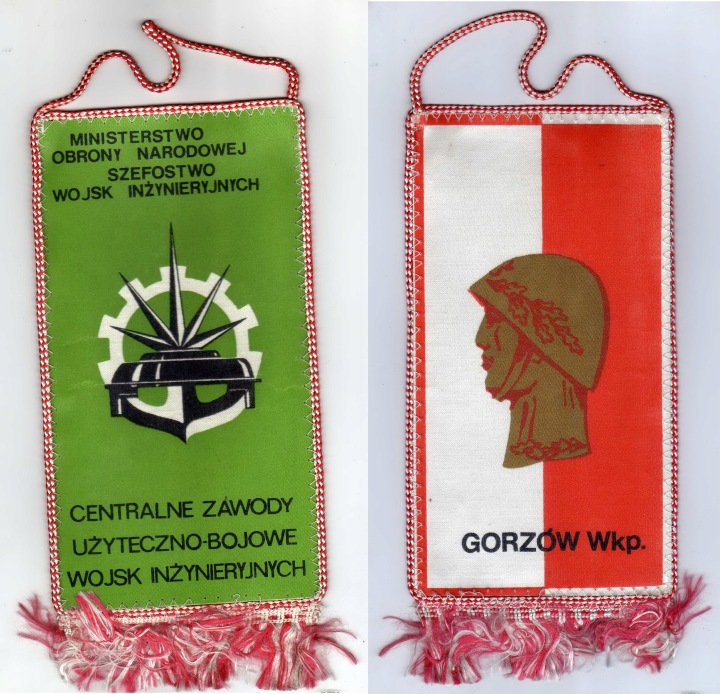 MINISTERSTWO
OBRONY NARODOWEJ
SZEFOSTWO
WOJSK INŻYNIERYJNYCH
CENTRALNE ZAWODY
UŻYTECZNO-BOJOWE
WOJSK INŻYNIERYJNYCH
GORZÓW Wkp.